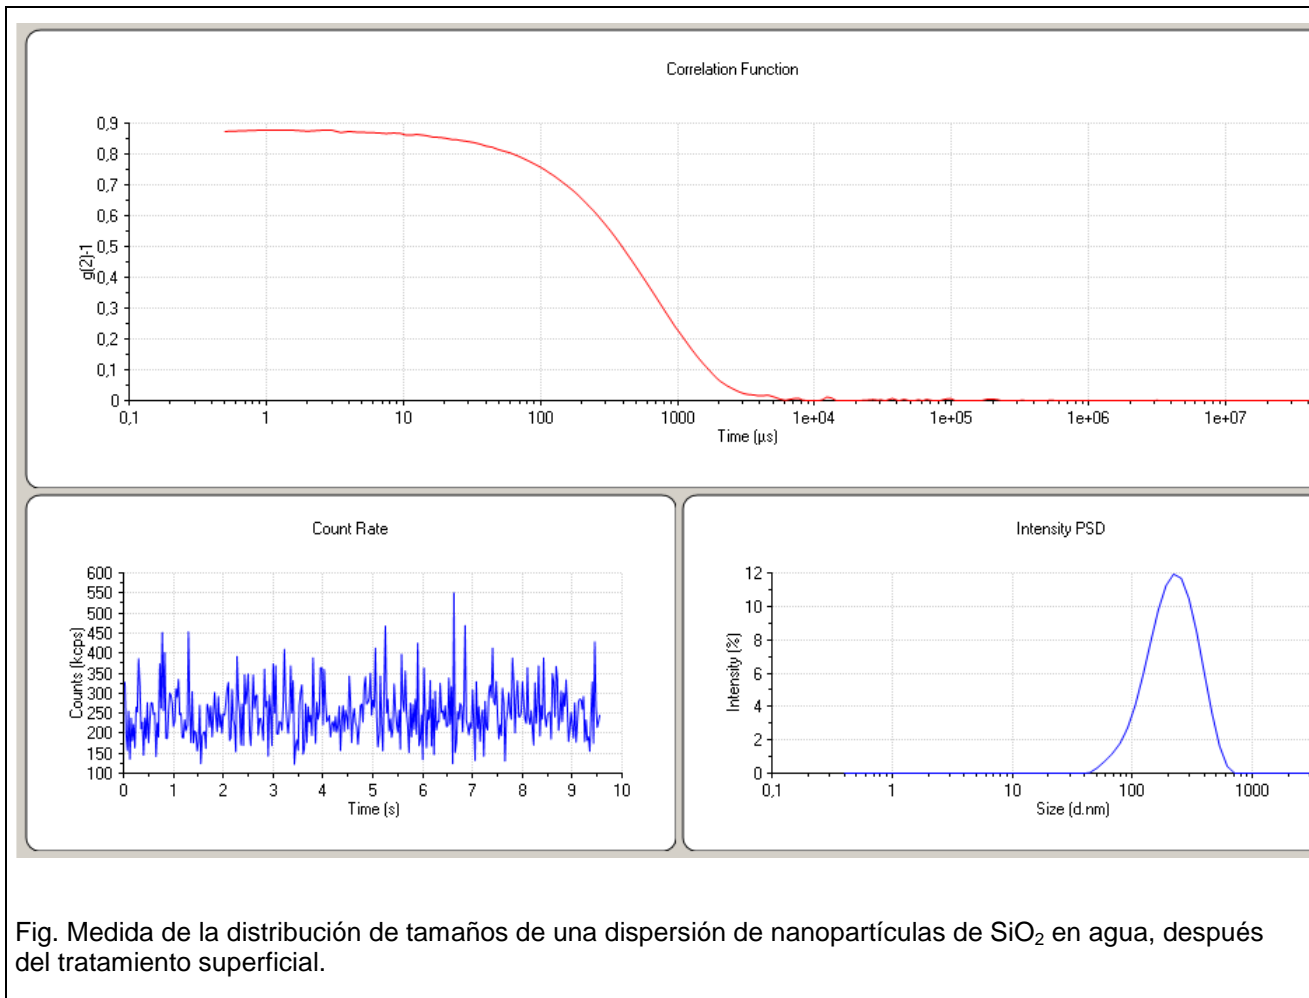 Correlation Function
0,9
0,8
0,7
0,6
0,5
0,4
0,3
0,2
0,1
0
g(2)-1
0,1 1 10 100 1000 1e+04 1e+05 1e+06 1e+07
Time (µs)
Count Rate
600
550
500
450
400
350
300
250
200
150
100
Counts (kcps)
0 1 2 3 4 5 6 7 8 9 10
Time (s)
Intensity PSD
12
10
8
6
4
2
0
Intensity (%)
0,1 1 10 100 1000
Size (d.nm)
Fig. Medida de la distribución de tamaños de una dispersión de nanopartículas de SiO₂ en agua, después
del tratamiento superficial.